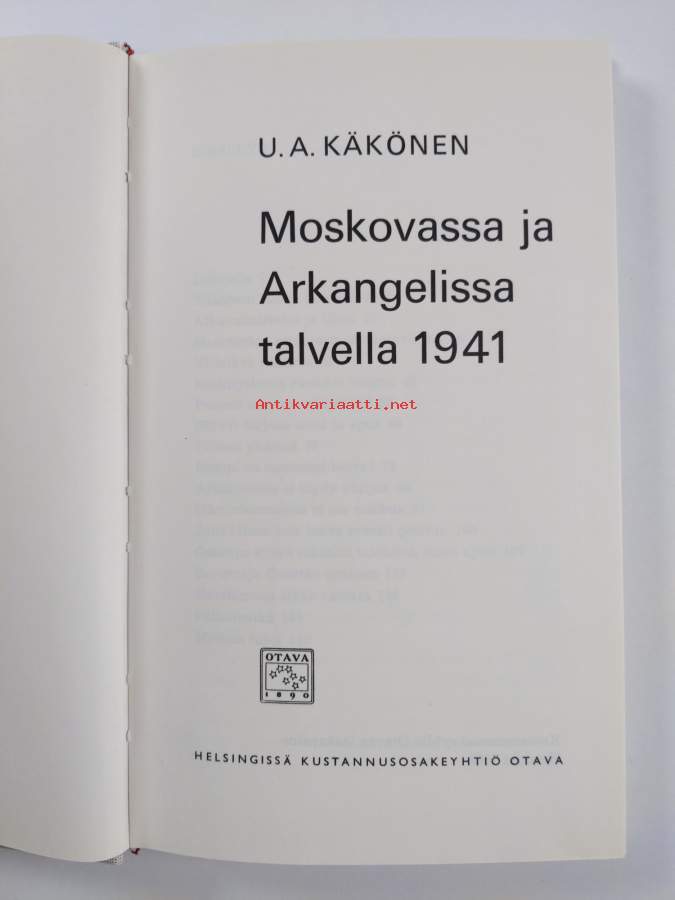 U. A. KÄKÖNEN
Moskovassa ja
Arkangelissa
talvella 1941
Antikvariaatti.net
OTAVA
1890
HELSINGISSÄ KUSTANNUSOSAKEYHTIÖ OTAVA